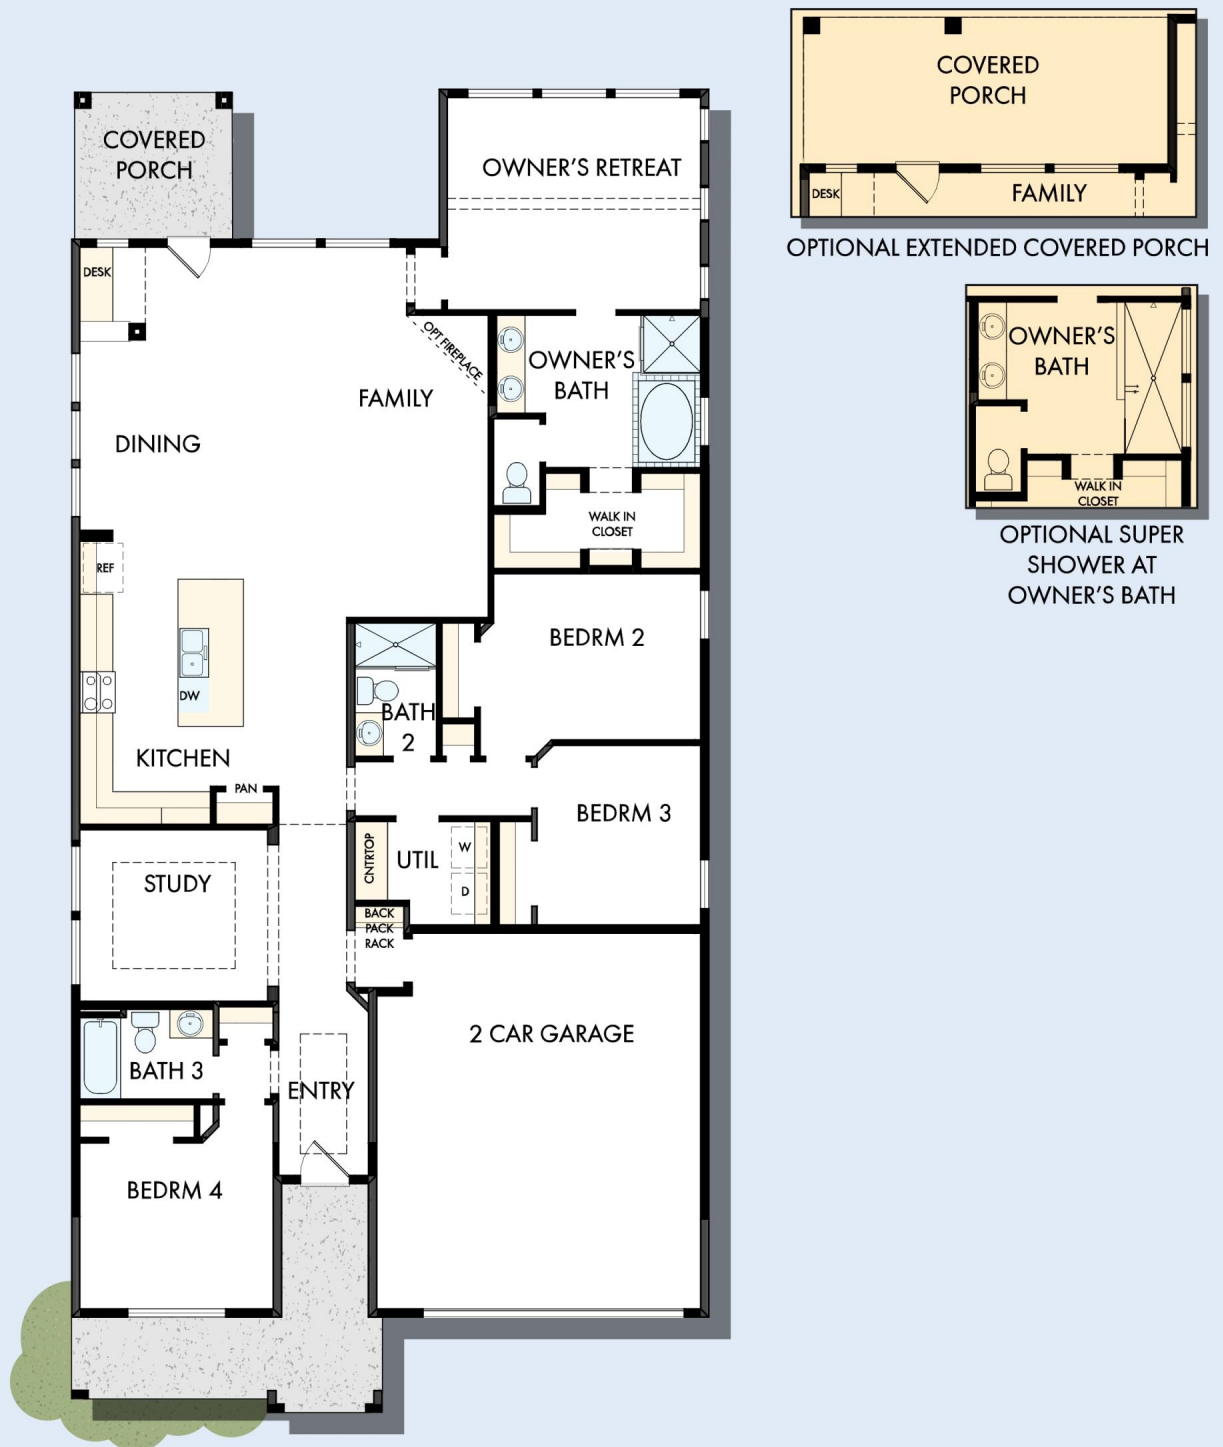 COVERED
PORCH
OWNER'S RETREAT
DESK
OPT FIREPLACE
OWNER'S
BATH
FAMILY
DINING
WALK IN
CLOSET
REF
BEDRM 2
DW
BATH
2
KITCHEN
PAN
BEDRM 3
CNTRTOP
UTIL
W
D
STUDY
BACK
PACK
RACK
2 CAR GARAGE
BATH 3
ENTRY
BEDRM 4
COVERED
PORCH
DESK
FAMILY
OPTIONAL EXTENDED COVERED PORCH
OWNER'S
BATH
WALK IN
CLOSET
OPTIONAL SUPER
SHOWER AT
OWNER'S BATH